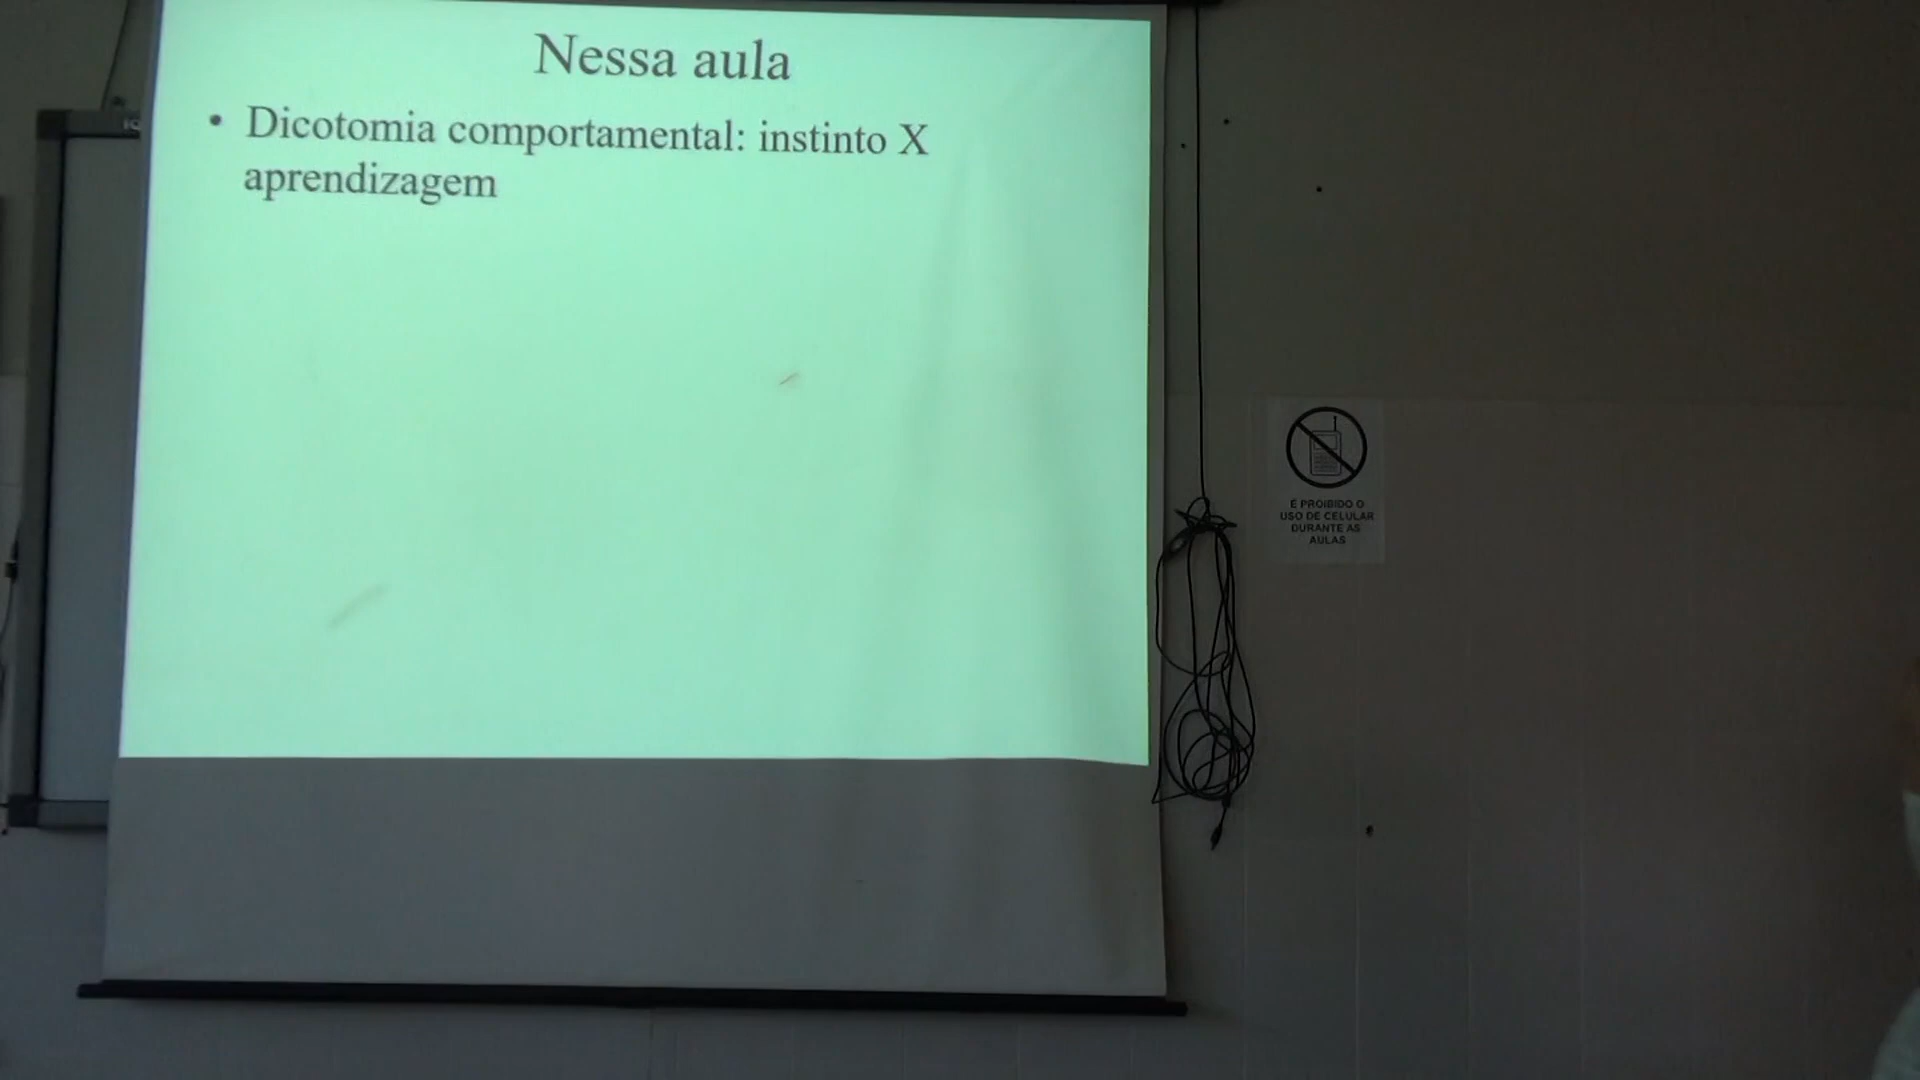 Nessa aula
• Dicotomia comportamental: instinto X
aprendizagem
É PROIBIDO O
USO DE CELULAR
DURANTE AS
AULAS